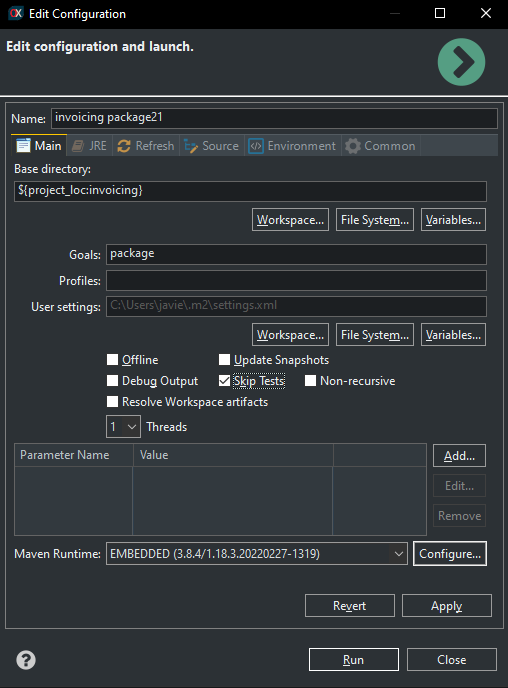 Edit Configuration
Edit configuration and launch.
Name: invoicing package21
Main JRE Refresh Source Environment Common
Base directory:
${project_loc:invoicing}
Workspace... File System... Variables...
Goals: package
Profiles:
User settings: C:\Users\javie\.m2\settings.xml
Workspace... File System... Variables...
Offline Update Snapshots
Debug Output Skip Tests Non-recursive
Resolve Workspace artifacts
1 Threads
Parameter Name Value
Add...
Edit...
Remove
Maven Runtime: EMBEDDED (3.8.4/1.18.3.20220227-1319) Configure...
Revert Apply
? Run Close